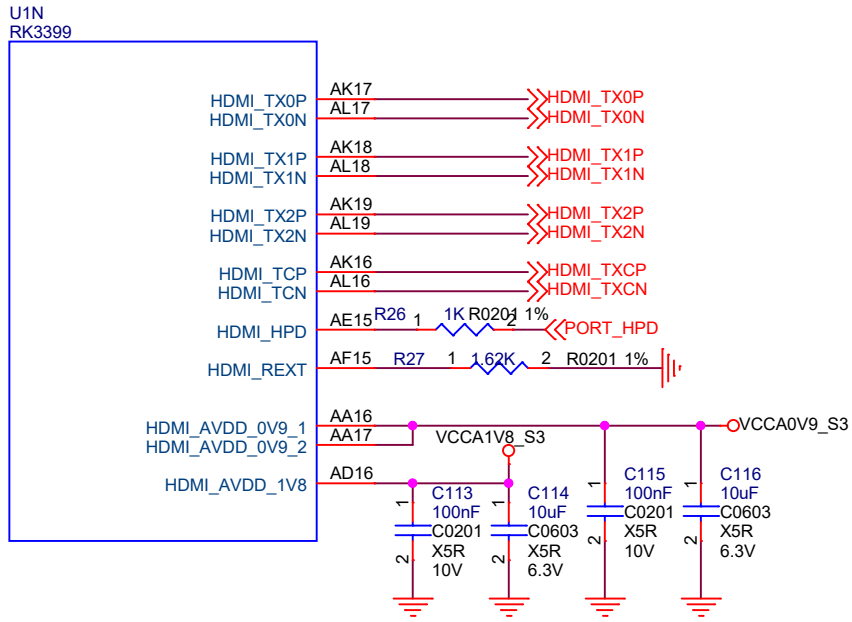 U1N
RK3399
HDMI_TX0P AK17 HDMI_TX0P
HDMI_TX0N AL17 HDMI_TX0N
HDMI_TX1P AK18 HDMI_TX1P
HDMI_TX1N AL18 HDMI_TX1N
HDMI_TX2P AK19 HDMI_TX2P
HDMI_TX2N AL19 HDMI_TX2N
HDMI_TCP AK16 HDMI_TXCP
HDMI_TCN AL16 HDMI_TXCN
HDMI_HPD AE15 R26 1 1K R0201 1% 2 PORT_HPD
HDMI_REXT AF15 R27 1 1.62K 2 R0201 1%
HDMI_AVDD_0V9_1 AA16 VCCA0V9_S3
HDMI_AVDD_0V9_2 AA17
VCCA1V8_S3
HDMI_AVDD_1V8 AD16
1 C113
100nF
C0201
2 X5R
10V
1 C114
10uF
C0603
2 X5R
6.3V
1 C115
100nF
C0201
2 X5R
10V
1 C116
10uF
C0603
2 X5R
6.3V